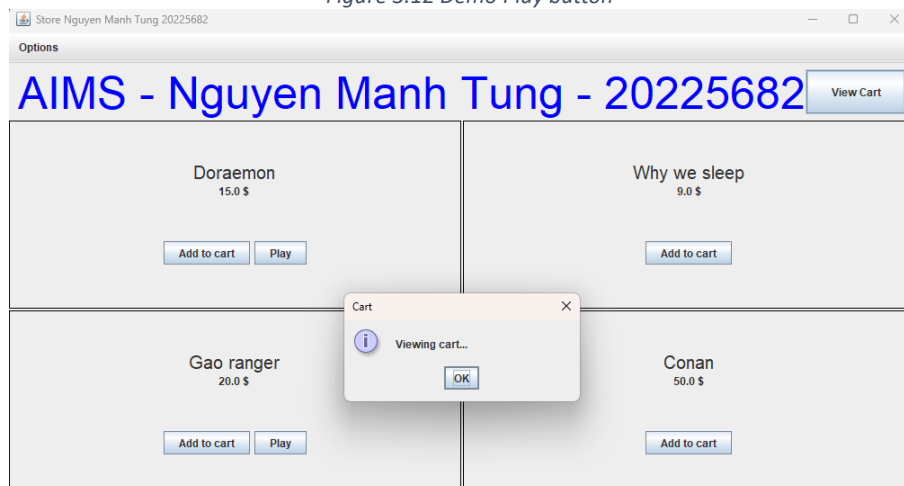 Figure 3.12 Demo Play button
Store Nguyen Manh Tung 20225682
Options
AIMS - Nguyen Manh Tung - 20225682
View Cart
Doraemon
15.0 $
Add to cart
Play
Why we sleep
9.0 $
Add to cart
Cart
Viewing cart...
OK
Gao ranger
20.0 $
Add to cart
Play
Conan
50.0 $
Add to cart